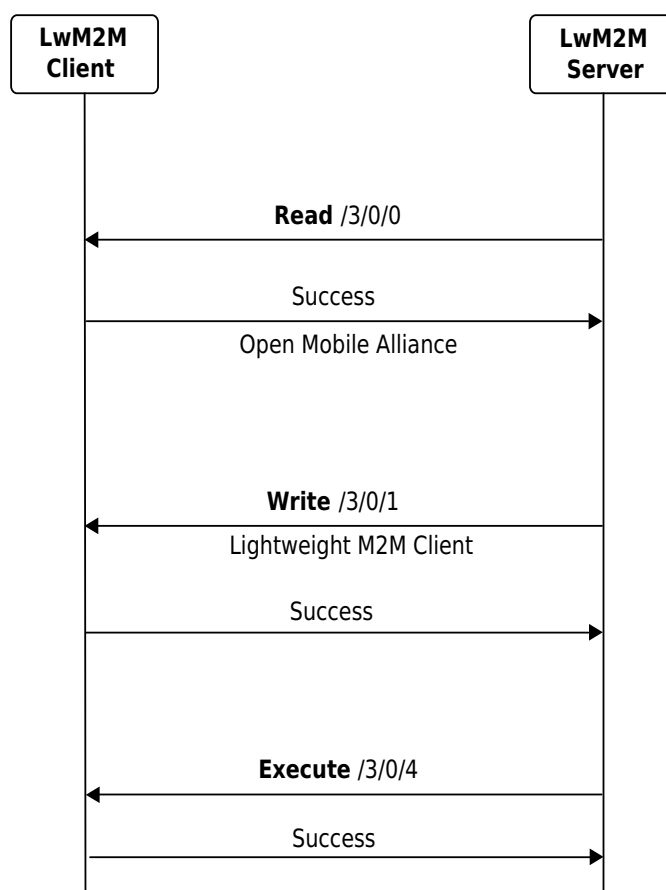 LwM2M
Client
LwM2M
Server
Read /3/0/0
Success
Open Mobile Alliance
Write /3/0/1
Lightweight M2M Client
Success
Execute /3/0/4
Success